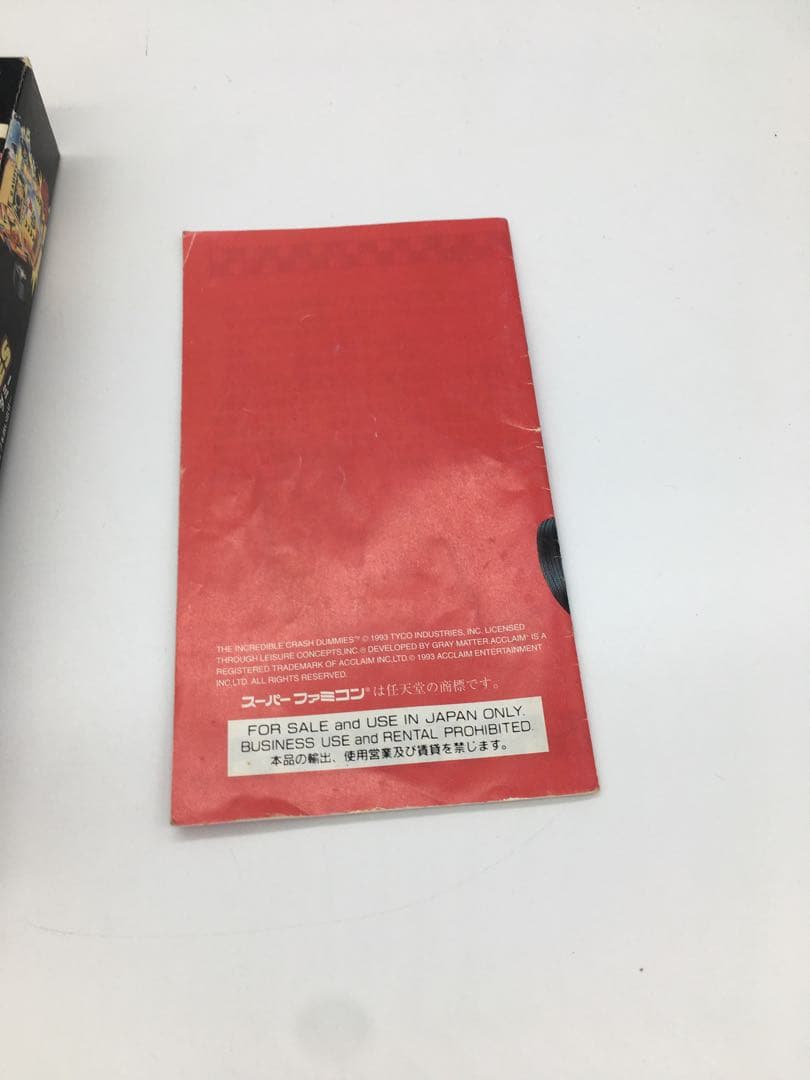 THE INCREDIBLE CRASH DUMMIES™ © 1993 TYCO INDUSTRIES, INC. LICENSED
THROUGH LEISURE CONCEPTS,INC.® DEVELOPED BY GRAY MATTER.ACCLAIM® IS A
REGISTERED TRADEMARK OF ACCLAIM INC,LTD.© 1993 ACCLAIM ENTERTAINMENT
INC,LTD. ALL RIGHTS RESERVED.
スーパーファミコン®は任天堂の商標です。
FOR SALE and USE IN JAPAN ONLY.
BUSINESS USE and RENTAL PROHIBITED.
本品の輸出、使用営業及び賃貸を禁じます。